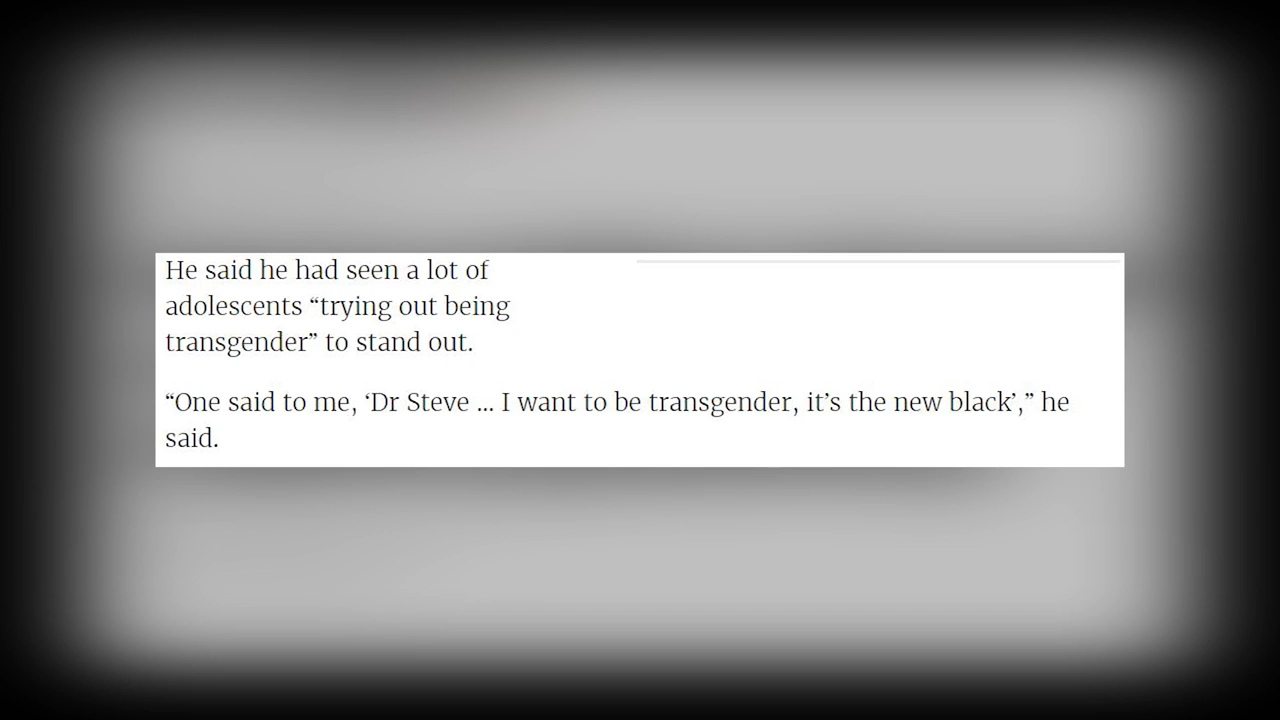 He said he had seen a lot of
adolescents “trying out being
transgender” to stand out.
“One said to me, ‘Dr Steve ... I want to be transgender, it’s the new black’,” he
said.